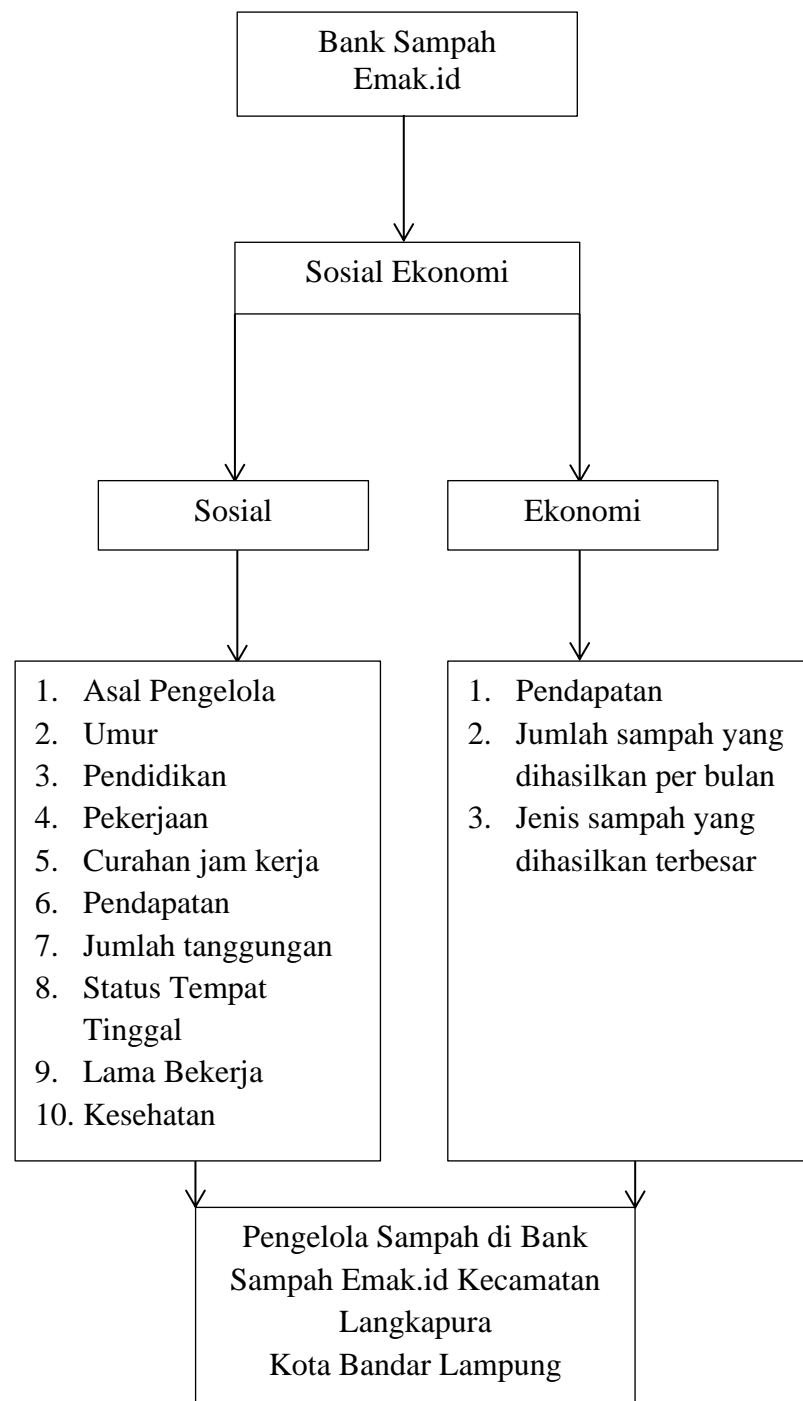 Bank Sampah
Emak.id
Sosial Ekonomi
Sosial
Ekonomi
1. Asal Pengelola
2. Umur
3. Pendidikan
4. Pekerjaan
5. Curahan jam kerja
6. Pendapatan
7. Jumlah tanggungan
8. Status Tempat
Tinggal
9. Lama Bekerja
10. Kesehatan
1. Pendapatan
2. Jumlah sampah yang
dihasilkan per bulan
3. Jenis sampah yang
dihasilkan terbesar
Pengelola Sampah di Bank
Sampah Emak.id Kecamatan
Langkapura
Kota Bandar Lampung